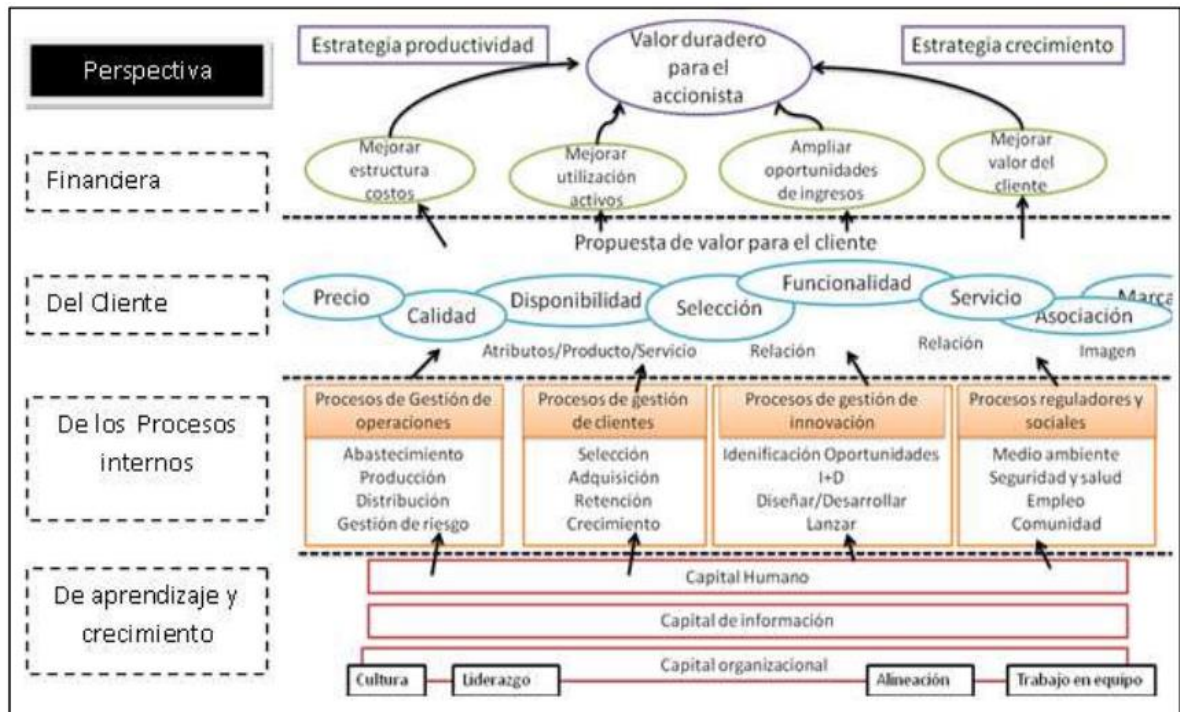 Perspectiva
Estrategia productividad
Valor duradero
para el
accionista
Estrategia crecimiento
Financiera
Mejorar
estructura
costos
Mejorar
utilización
activos
Ampliar
oportunidades
de ingresos
Mejorar
valor del
cliente
Propuesta de valor para el cliente
Del Cliente
Precio
Calidad
Disponibilidad
Selección
Funcionalidad
Servicio
Asociación
Marca
Atributos/Producto/Servicio
Relación
Relación
Imagen
De los Procesos
internos
Procesos de Gestión de
operaciones
Abastecimiento
Producción
Distribución
Gestión de riesgo
Procesos de gestión
de clientes
Selección
Adquisición
Retención
Crecimiento
Procesos de gestión de
innovación
Idenificación Oportunidades
I+D
Diseñar/Desarrollar
Lanzar
Procesos reguladores y
sociales
Medio ambiente
Seguridad y salud
Empleo
Comunidad
De aprendizaje y
crecimiento
Capital Humano
Capital de información
Capital organizacional
Cultura
Liderazgo
Alineación
Trabajo en equipo